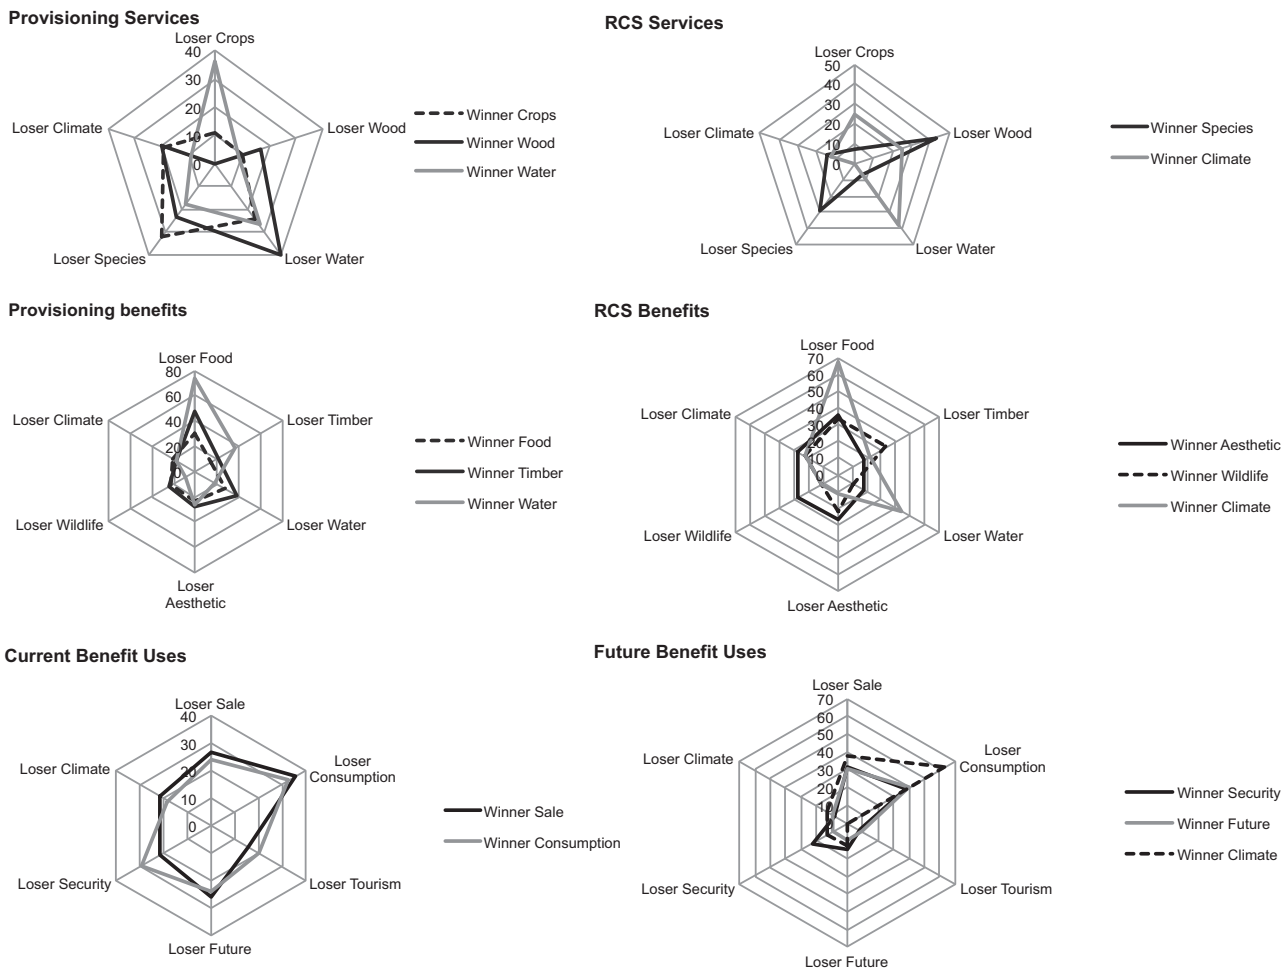 Provisioning Services
Loser Crops
40
30
20
10
0
Loser Climate
Loser Wood
Loser Species
Loser Water
Winner Crops
Winner Wood
Winner Water
RCS Services
Loser Crops
50
40
30
20
10
0
Loser Climate
Loser Wood
Loser Species
Loser Water
Winner Species
Winner Climate
Provisioning benefits
Loser Food
80
60
40
20
0
Loser Climate
Loser Timber
Loser Wildlife
Loser Water
Loser
Aesthetic
Winner Food
Winner Timber
Winner Water
RCS Benefits
Loser Food
70
60
50
40
30
20
10
0
Loser Climate
Loser Timber
Loser Wildlife
Loser Water
Loser Aesthetic
Winner Aesthetic
Winner Wildlife
Winner Climate
Current Benefit Uses
Loser Sale
40
30
20
10
0
Loser Climate
Loser
Consumption
Loser Security
Loser Tourism
Loser Future
Winner Sale
Winner Consumption
Future Benefit Uses
Loser Sale
70
60
50
40
30
20
10
Loser Climate
Loser
Consumption
Loser Security
Loser Tourism
Loser Future
Winner Security
Winner Future
Winner Climate